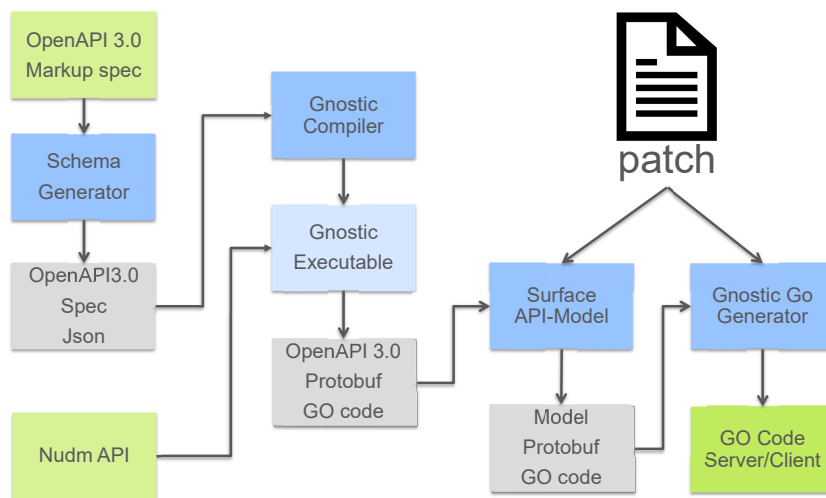 OpenAPI 3.0
Markup spec
Schema
Generator
OpenAPI3.0
Spec
Json
Nudm API
Gnostic
Compiler
Gnostic
Executable
OpenAPI 3.0
Protobuf
GO code
patch
Surface
API-Model
Model
Protobuf
GO code
Gnostic Go
Generator
GO Code
Server/Client